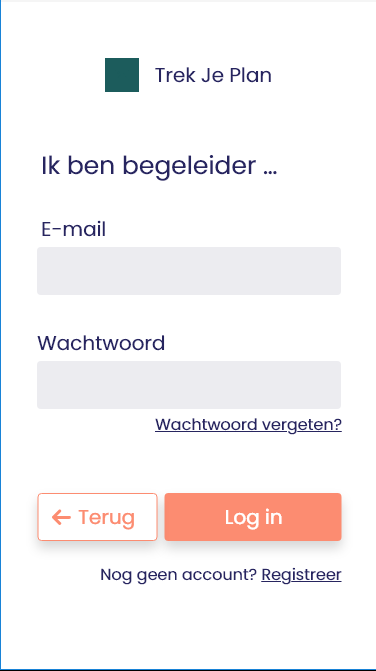 Trek Je Plan
Ik ben begeleider ...
E-mail
Wachtwoord
Wachtwoord vergeten?
Terug
Log in
Nog geen account? Registreer